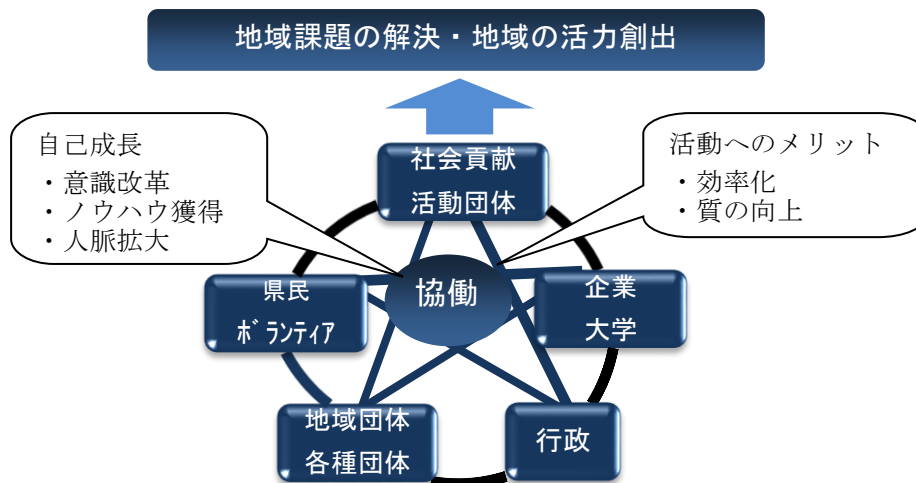 地域課題の解決・地域の活力創出
自己成長
・意識改革
・ノウハウ獲得
・人脈拡大
活動へのメリット
・効率化
・質の向上
社会貢献
活動団体
協働
県民
ﾎﾞﾗﾝﾃｨｱ
企業
大学
地域団体
各種団体
行政